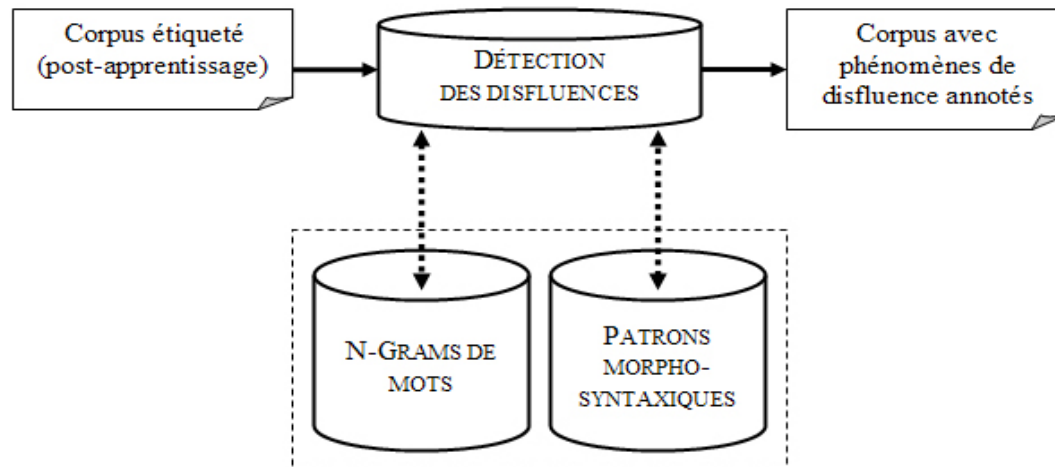 Corpus étiqueté
(post-apprentissage)
DÉTECTION
DES DISFLUENCES
Corpus avec
phénomènes de
disfluence annotés
N-GRAMS DE
MOTS
PATRONS
MORPHO-
SYNTAXIQUES